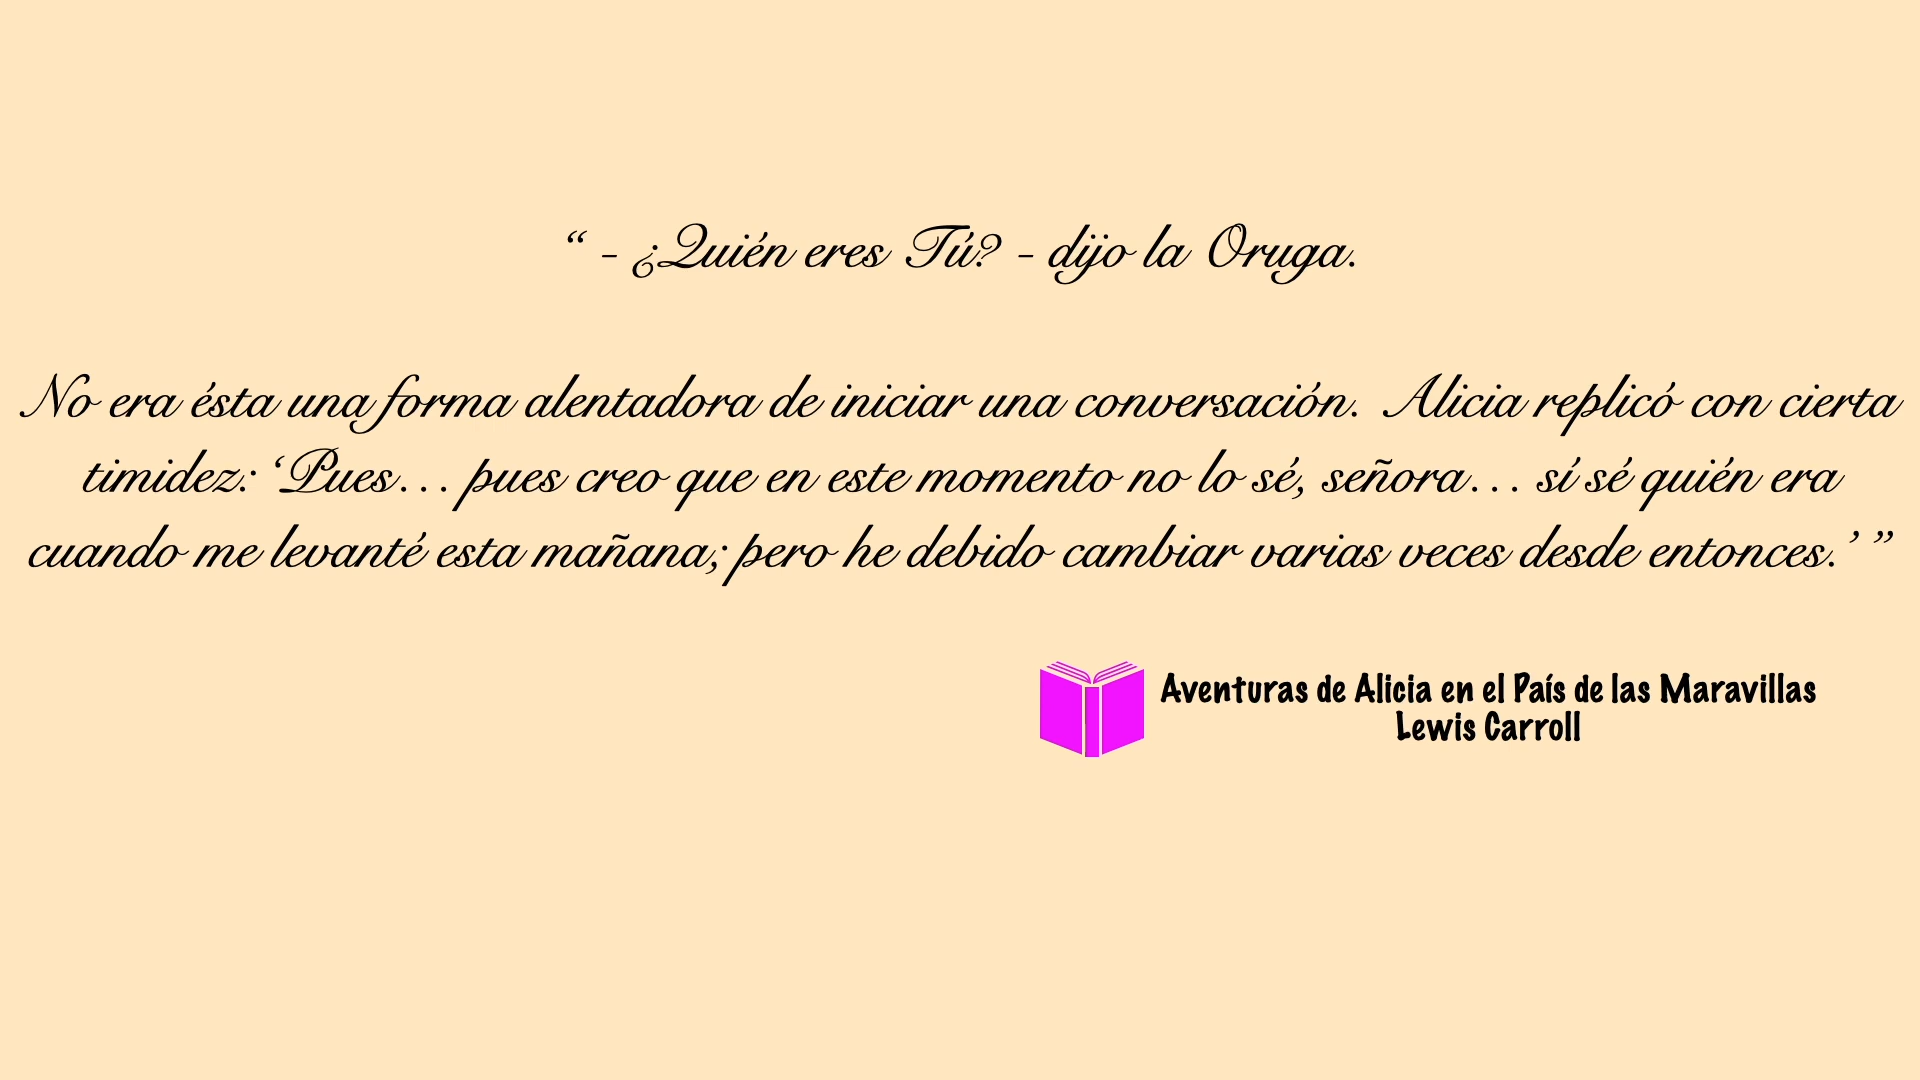 “ - ¿Quién eres Tú? - dijo la Oruga.
No era ésta una forma alentadora de iniciar una conversación. Alicia replicó con cierta
timidez: ‘Pues… pues creo que en este momento no lo sé, señora… sí sé quién era
cuando me levanté esta mañana; pero he debido cambiar varias veces desde entonces.’ ”
Aventuras de Alicia en el País de las Maravillas
Lewis Carroll